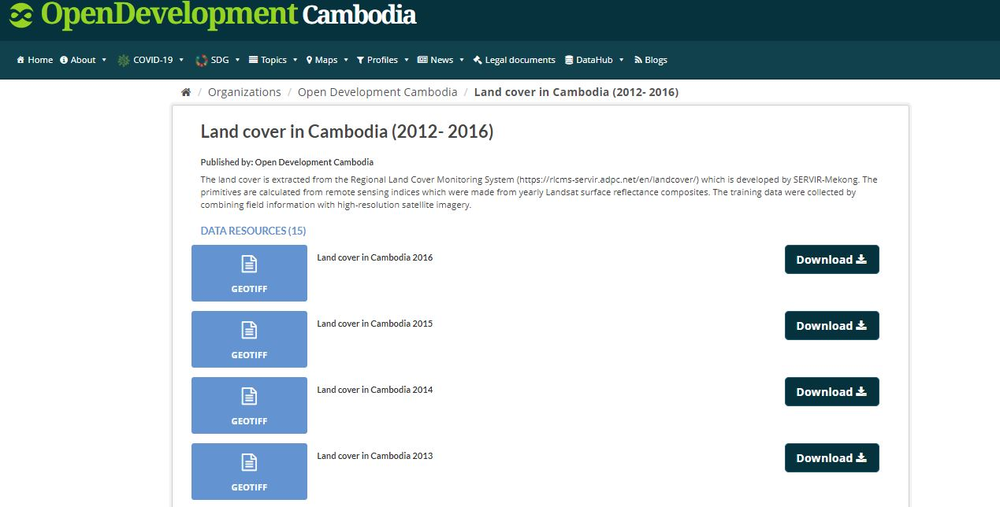 OpenDevelopment Cambodia
Home About COVID-19 SDG Topics Maps Profiles News Legal documents DataHub Blogs
/ Organizations / Open Development Cambodia / Land cover in Cambodia (2012- 2016)
Land cover in Cambodia (2012- 2016)
Published by: Open Development Cambodia
The land cover is extracted from the Regional Land Cover Monitoring System (https://rlcms-servir.adpc.net/en/landcover/) which is developed by SERVIR-Mekong. The
primitives are calculated from remote sensing indices which were made from yearly Landsat surface reflectance composites. The training data were collected by
combining field information with high-resolution satellite imagery.
DATA RESOURCES (15)
Land cover in Cambodia 2016
Download
GEOTIFF
Land cover in Cambodia 2015
Download
GEOTIFF
Land cover in Cambodia 2014
Download
GEOTIFF
Land cover in Cambodia 2013
Download
GEOTIFF